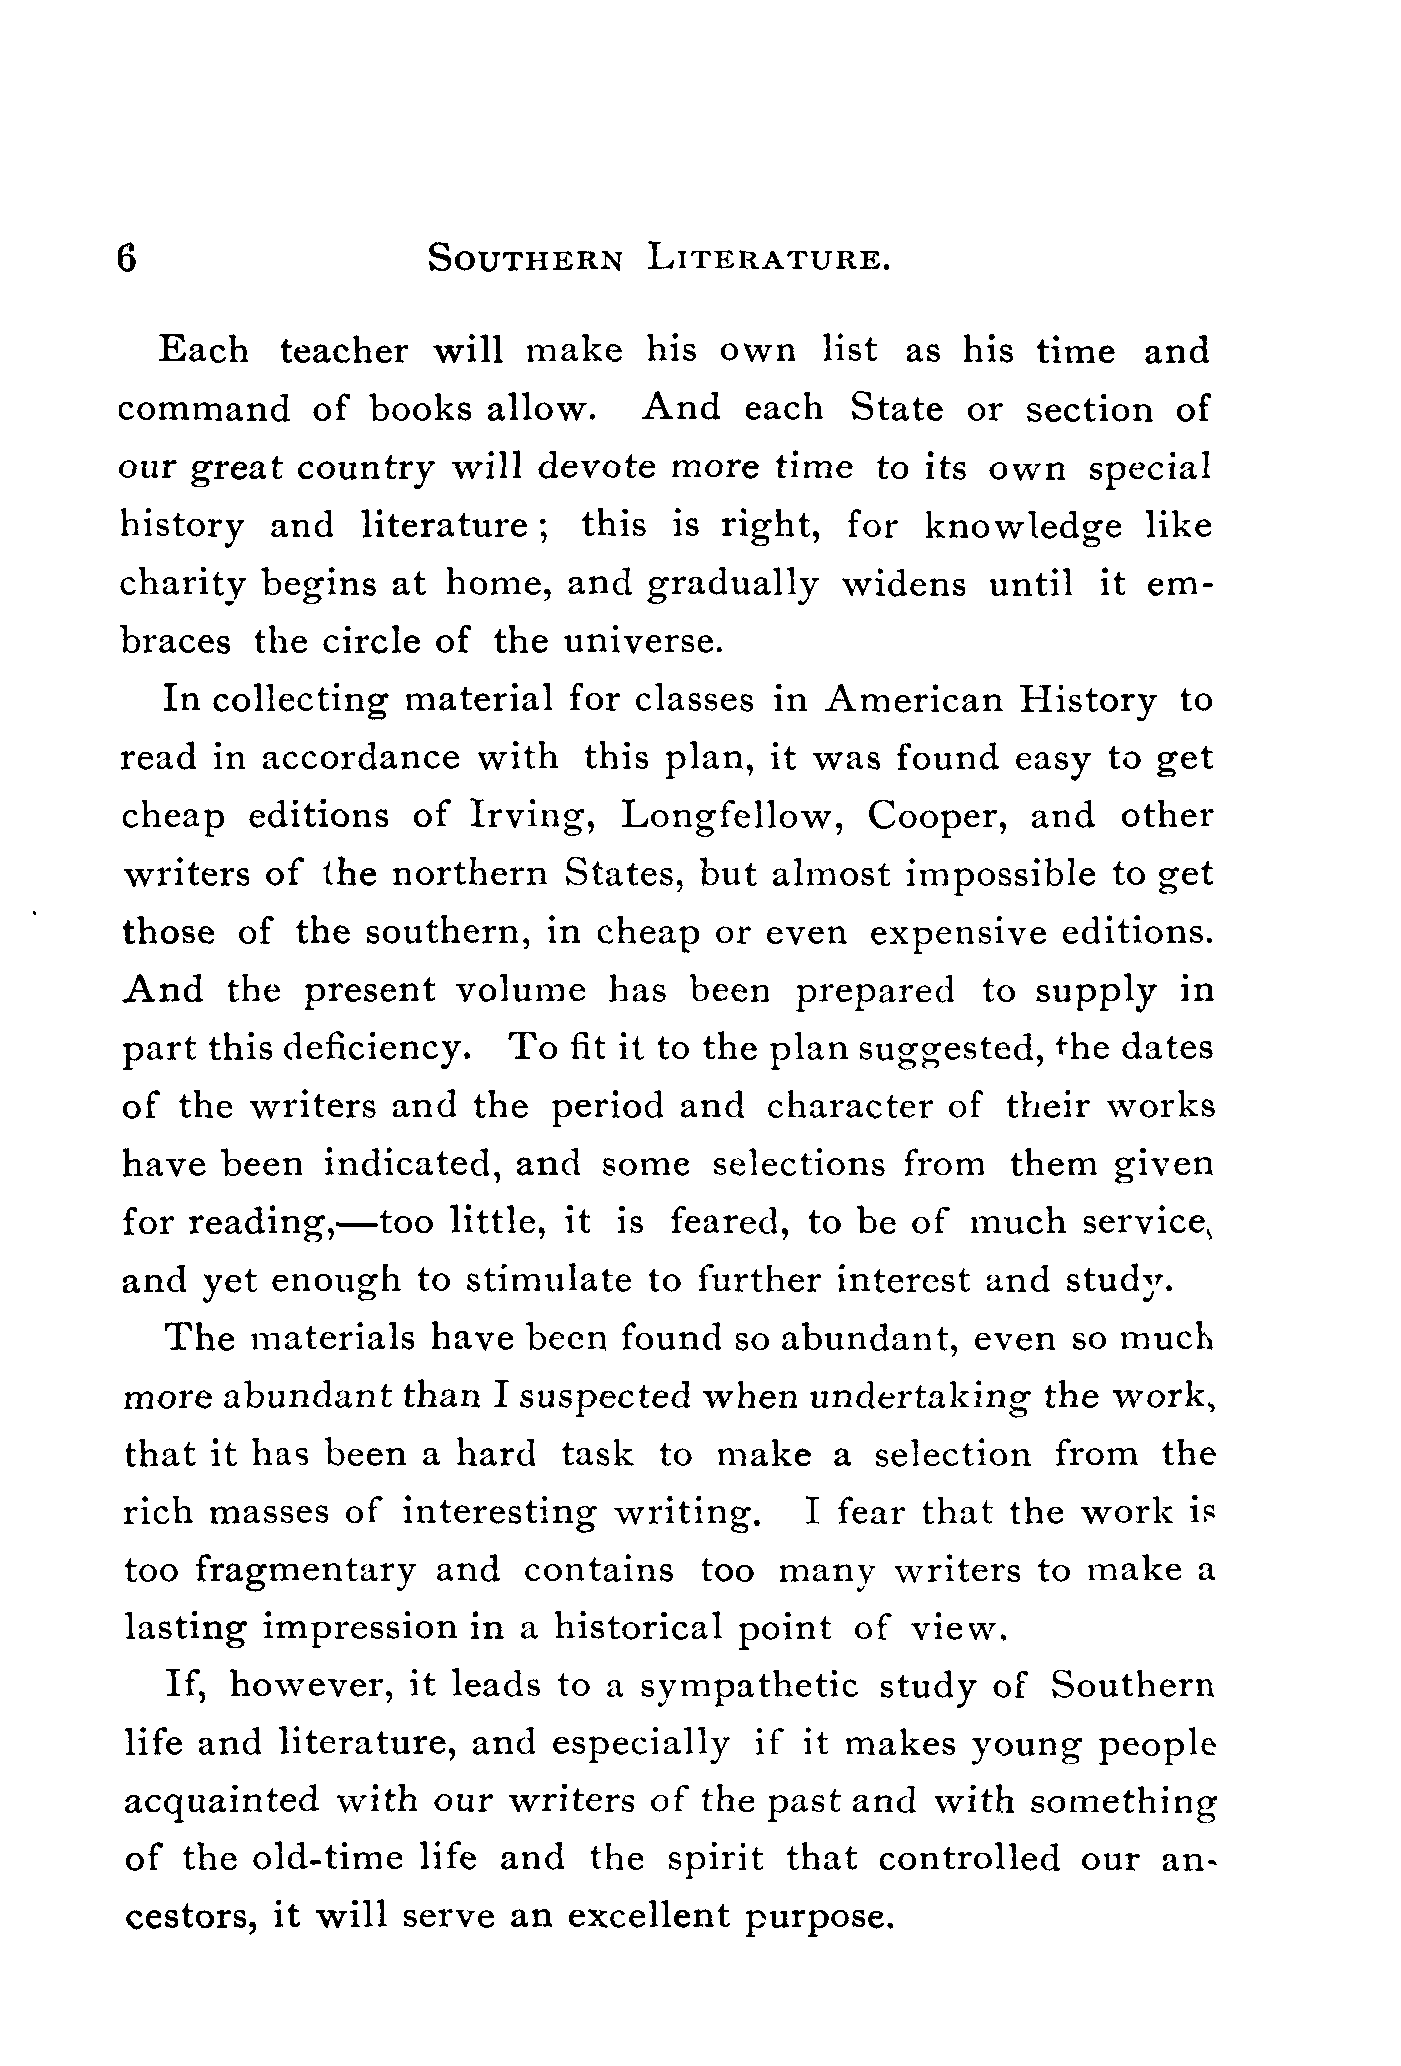 6 SOUTHERN LITERATURE.
Each teacher will make his own list as his time and
command of books allow. And each State or section of
our great country will devote more time to its own special
history and literature; this is right, for knowledge like
charity begins at home, and gradually widens until it em-
braces the circle of the universe.
In collecting material for classes in American History to
read in accordance with this plan, it was found easy to get
cheap editions of Irving, Longfellow, Cooper, and other
writers of the northern States, but almost impossible to get
those of the southern, in cheap or even expensive editions.
And the present volume has been prepared to supply in
part this deficiency. To fit it to the plan suggested, the dates
of the writers and the period and character of their works
have been indicated, and some selections from them given
for reading,—too little, it is feared, to be of much service,
and yet enough to stimulate to further interest and study.
The materials have been found so abundant, even so much
more abundant than I suspected when undertaking the work,
that it has been a hard task to make a selection from the
rich masses of interesting writing. I fear that the work is
too fragmentary and contains too many writers to make a
lasting impression in a historical point of view.
If, however, it leads to a sympathetic study of Southern
life and literature, and especially if it makes young people
acquainted with our writers of the past and with something
of the old-time life and the spirit that controlled our an-
cestors, it will serve an excellent purpose.